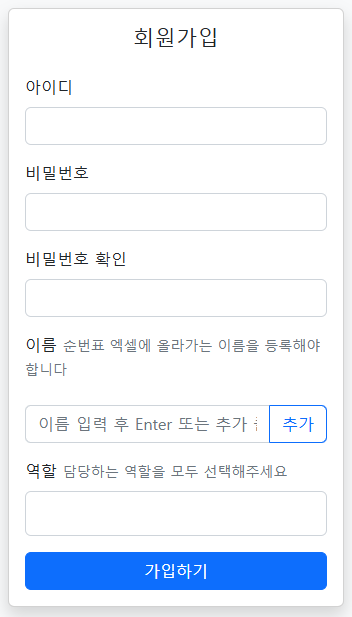 회원가입
아이디
비밀번호
비밀번호 확인
이름 순번표 엑셀에 올라가는 이름을 등록해야
합니다
이름 입력 후 Enter 또는 추가
추가
역할 담당하는 역할을 모두 선택해주세요
가입하기